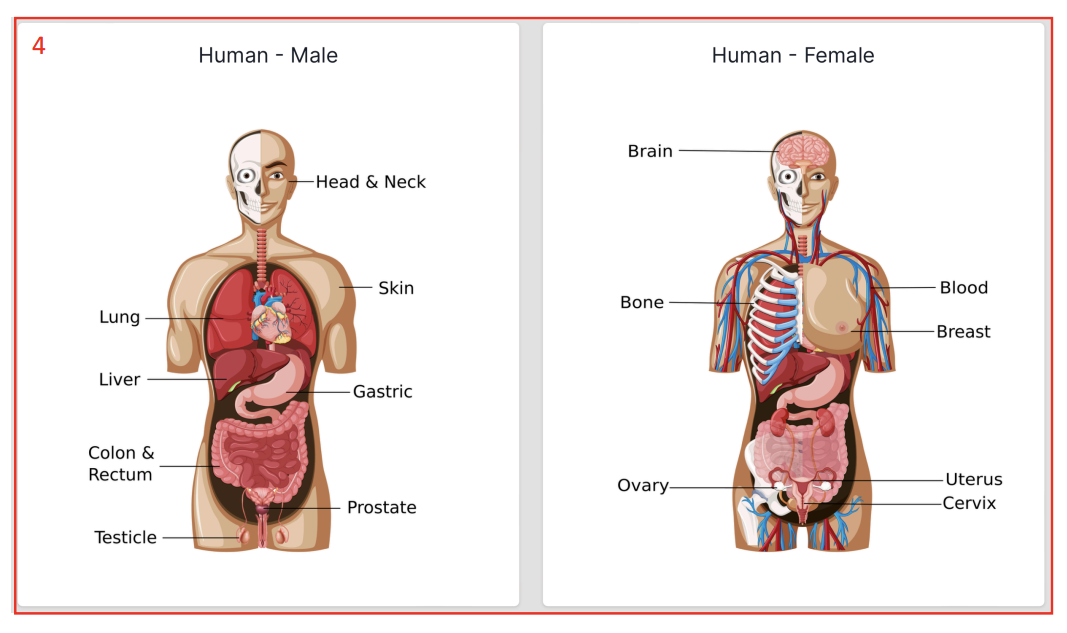 4
Human - Male
Head & Neck
Skin
Lung
Liver
Gastric
Colon &
Rectum
Prostate
Testicle
Human - Female
Brain
Blood
Bone
Breast
Ovary
Uterus
Cervix